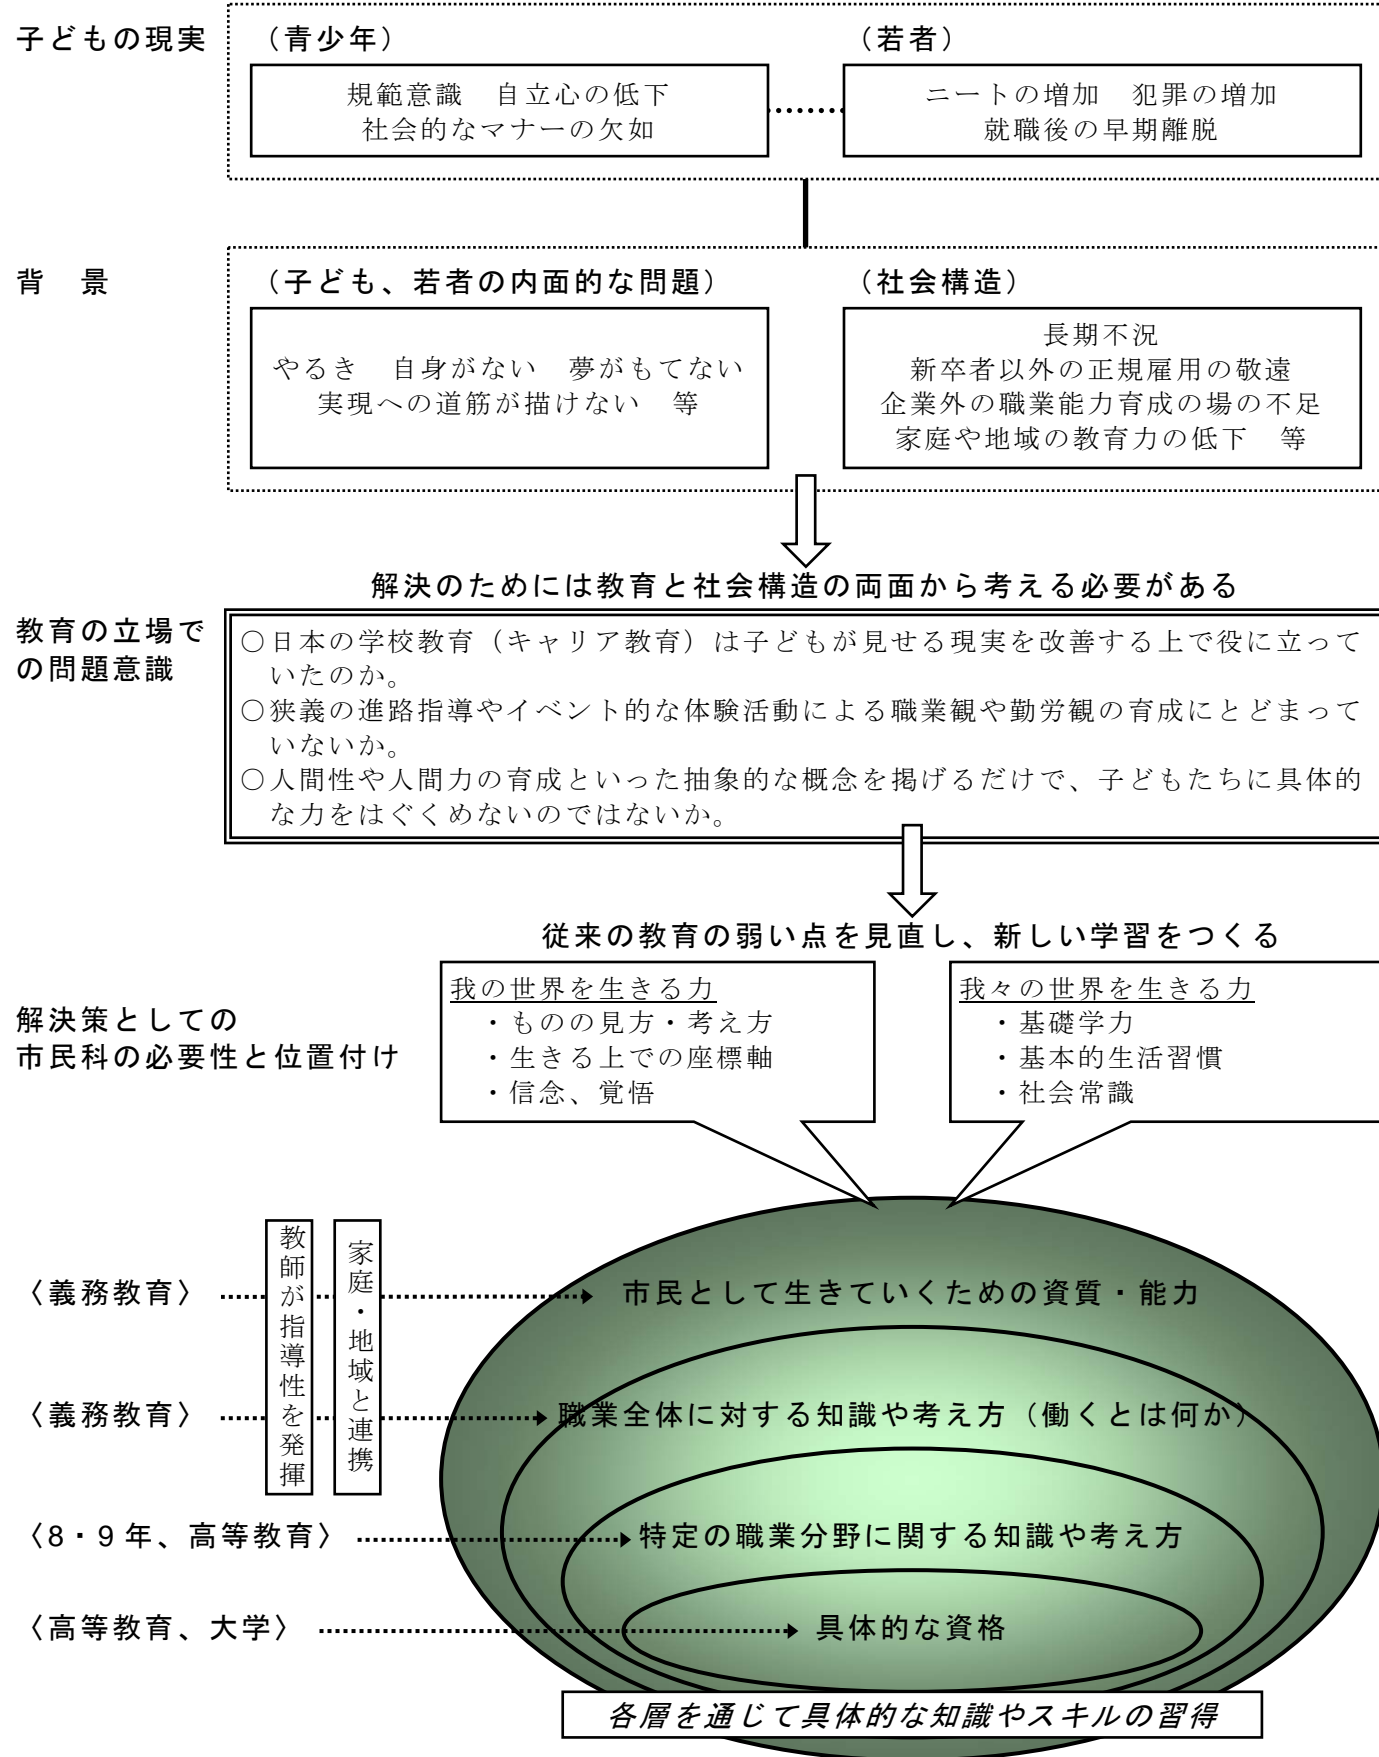 子どもの現実
（青少年）
規範意識　自立心の低下
社会的なマナーの欠如
（若者）
ニートの増加　犯罪の増加
就職後の早期離脱
背　景
（子ども、若者の内面的な問題）
やるき　自身がない　夢がもてない
実現への道筋が描けない　等
（社会構造）
長期不況
新卒者以外の正規雇用の敬遠
企業外の職業能力育成の場の不足
家庭や地域の教育力の低下　等
解決のためには教育と社会構造の両面から考える必要がある
教育の立場で
の問題意識
○日本の学校教育（キャリア教育）は子どもが見せる現実を改善する上で役に立って
いたのか。
○狭義の進路指導やイベント的な体験活動による職業観や勤労観の育成にとどまって
いないか。
○人間性や人間力の育成といった抽象的な概念を掲げるだけで、子どもたちに具体的
な力をはぐくめないのではないか。
従来の教育の弱い点を見直し、新しい学習をつくる
解決策としての
市民科の必要性と位置付け
我の世界を生きる力
・ものの見方・考え方
・生きる上での座標軸
・信念、覚悟
我々の世界を生きる力
・基礎学力
・基本的生活習慣
・社会常識
教師が指導性を発揮
家庭・地域と連携
〈義務教育〉
市民として生きていくための資質・能力
〈義務教育〉
職業全体に対する知識や考え方（働くとは何か）
〈8・9年、高等教育〉
特定の職業分野に関する知識や考え方
〈高等教育、大学〉
具体的な資格
各層を通じて具体的な知識やスキルの習得